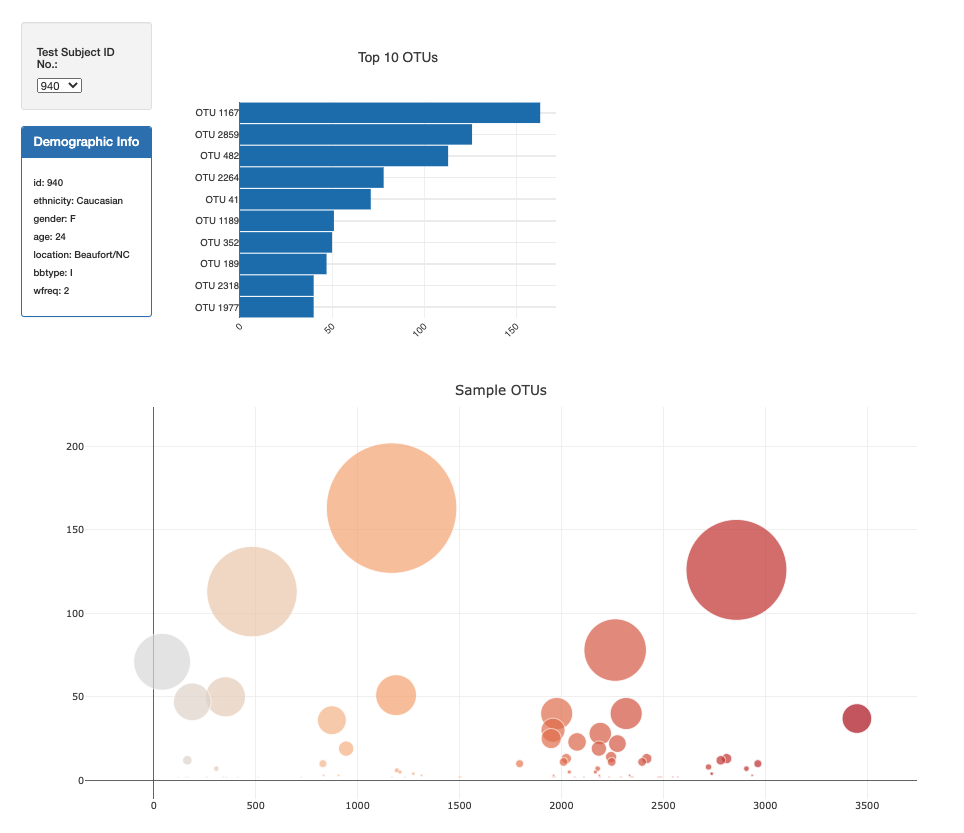 Test Subject ID
No.:
940
Demographic Info
id: 940
ethnicity: Caucasian
gender: F
age: 24
location: Beaufort/NC
bbtype: I
wfreq: 2
Top 10 OTUs
OTU 1167
OTU 2859
OTU 482
OTU 2264
OTU 41
OTU 1189
OTU 352
OTU 189
OTU 2318
OTU 1977
0 50 100 150
Sample OTUs
200
150
100
50
0
0 500 1000 1500 2000 2500 3000 3500